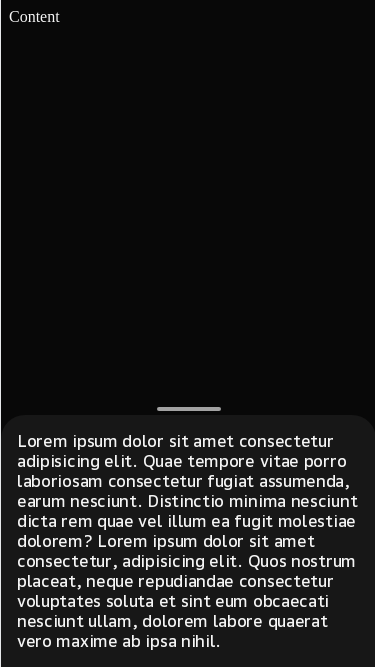 Content
Lorem ipsum dolor sit amet consectetur
adipisicing elit. Quae tempore vitae porro
laboriosam consectetur fugiat assumenda,
earum nesciunt. Distinctio minima nesciunt
dicta rem quae vel illum ea fugit molestiae
dolorem? Lorem ipsum dolor sit amet
consectetur, adipisicing elit. Quos nostrum
placeat, neque repudiandae consectetur
voluptates soluta et sint eum obcaecati
nesciunt ullam, dolorem labore quaerat
vero maxime ab ipsa nihil.